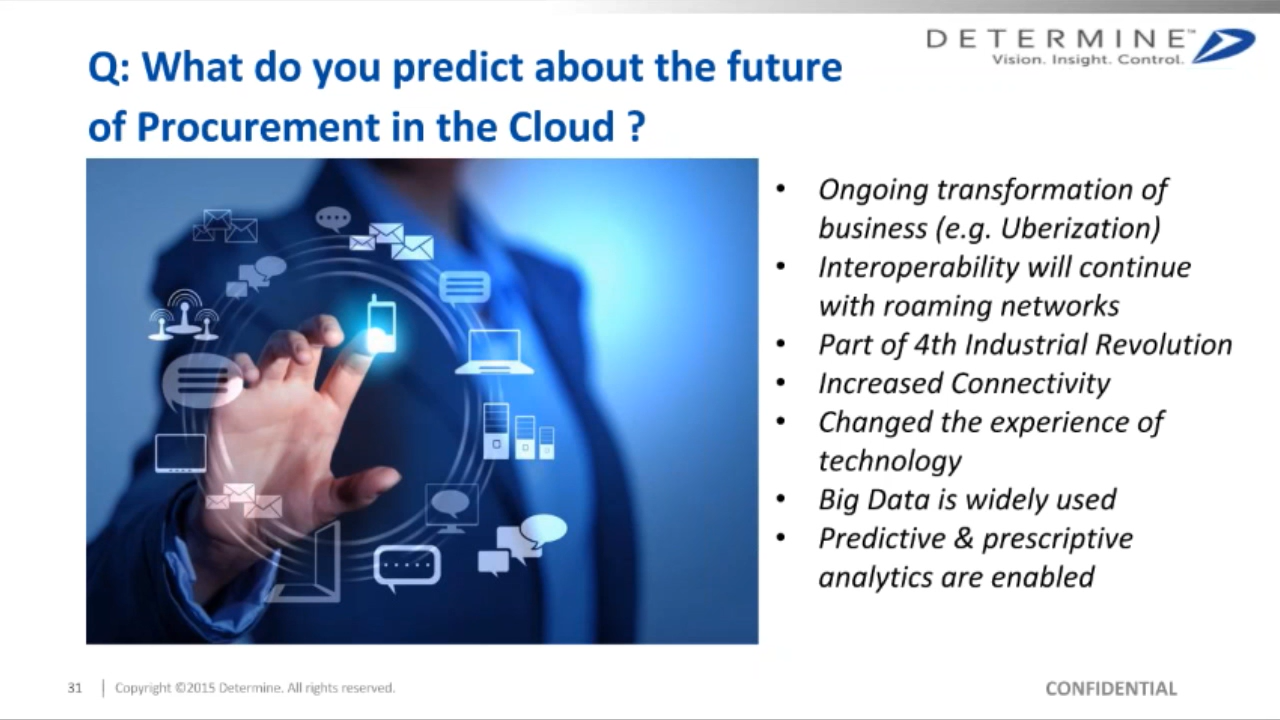 DETERMINE™
Vision. Insight. Control.
Q: What do you predict about the future
of Procurement in the Cloud ?
• Ongoing transformation of
business (e.g. Uberization)
• Interoperability will continue
with roaming networks
• Part of 4th Industrial Revolution
• Increased Connectivity
• Changed the experience of
technology
• Big Data is widely used
• Predictive & prescriptive
analytics are enabled
31 | Copyright ©2015 Determine. All rights reserved.
CONFIDENTIAL